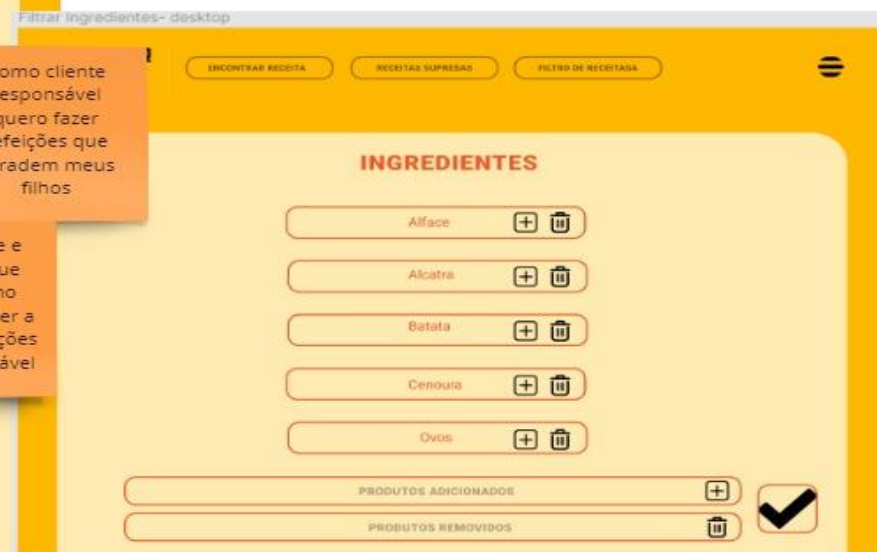 Filtrar Ingredientes- desktop
ENCONTRAR RECEITA
RECEITAS SUPRESAS
FILTRO DE RECEITASA
omo cliente
esponsável
quero fazer
efeições que
radem meus
filhos
e e
ue
no
er a
ções
ável
INGREDIENTES
Alface
Alcatra
Batata
Cenoura
Ovos
PRODUTOS ADICIONADOS
PRODUTOS REMOVIDOS